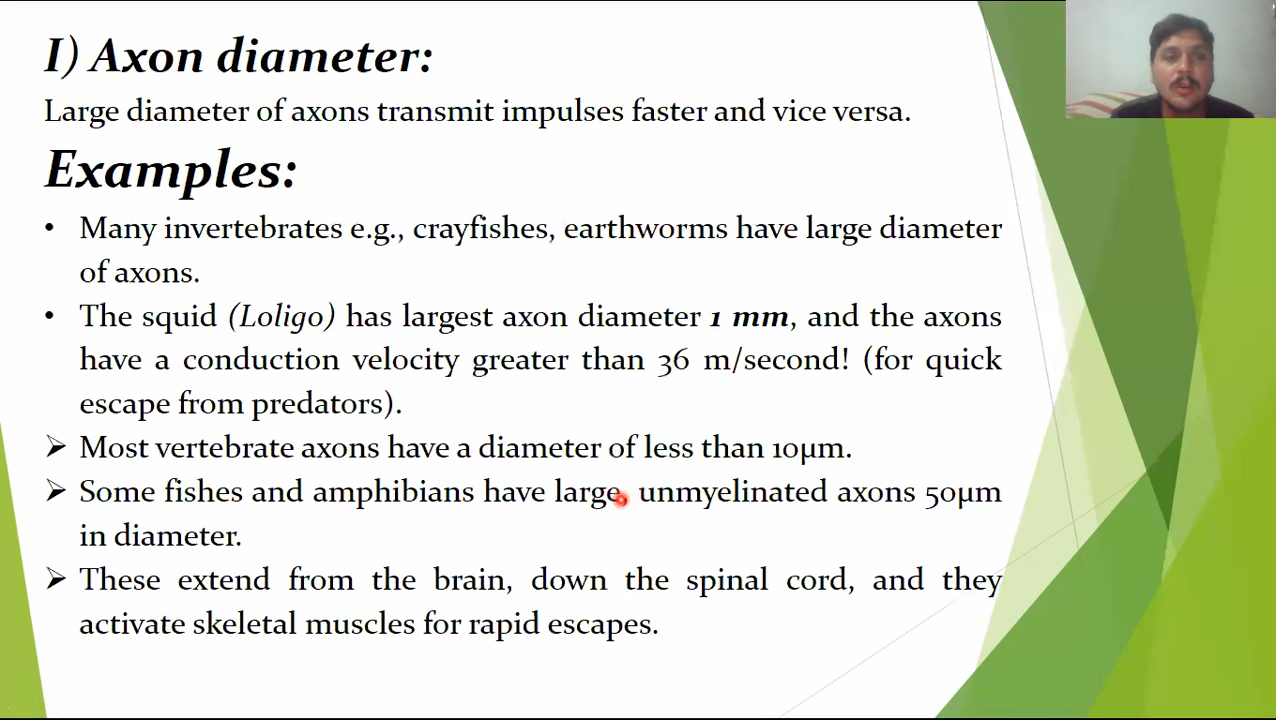 I) Axon diameter:
Large diameter of axons transmit impulses faster and vice versa.
Examples:
• Many invertebrates e.g., crayfishes, earthworms have large diameter
of axons.
• The squid (Loligo) has largest axon diameter 1 mm, and the axons
have a conduction velocity greater than 36 m/second! (for quick
escape from predators).
➢ Most vertebrate axons have a diameter of less than 10µm.
➢ Some fishes and amphibians have large, unmyelinated axons 50µm
in diameter.
➢ These extend from the brain, down the spinal cord, and they
activate skeletal muscles for rapid escapes.